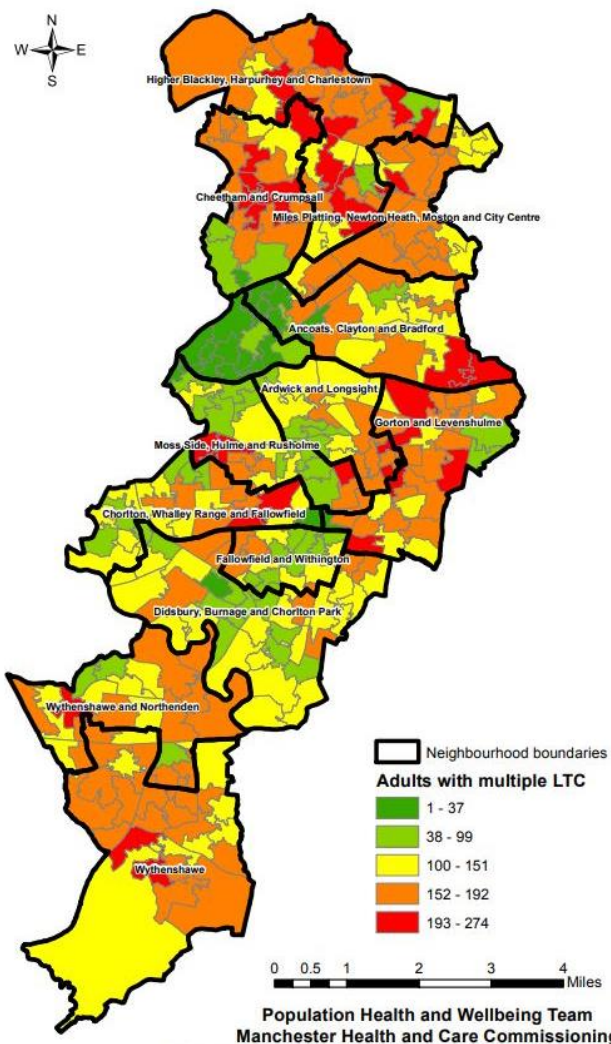 N
W E
S
Higher Blackley, Harpurhey and Charlestown
Cheetham and Crumpsall
Miles Platting, Newton Heath, Moston and City Centre
Ancoats, Clayton and Bradford
Ardwick and Longsight
Gorton and Levenshulme
Moss Side, Hulme and Rusholme
Chorlton, Whalley Range and Fallowfield
Fallowfield and Withington
Didsbury, Burnage and Chorlton Park
Wythenshawe and Northenden
Wythenshawe
Neighbourhood boundaries
Adults with multiple LTC
1 - 37
38 - 99
100 - 151
152 - 192
193 - 274
0 0.5 1 2 3 4
Miles
Population Health and Wellbeing Team
Manchester Health and Care Commissioning